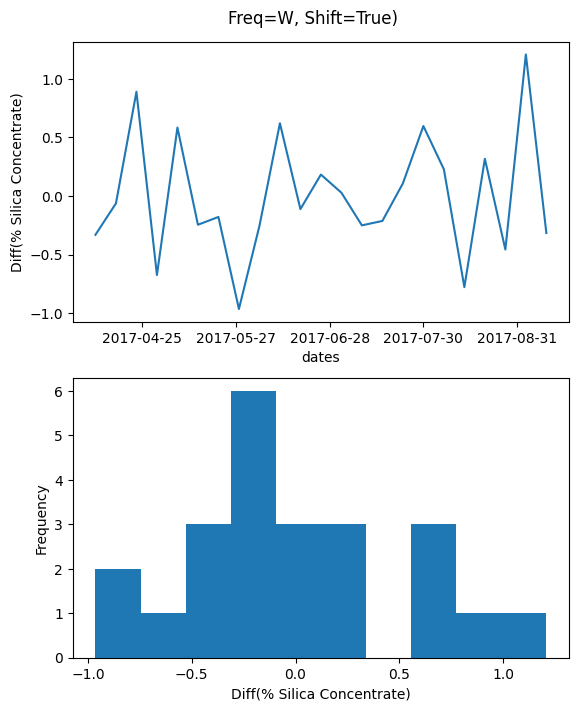 Freq=W, Shift=True)
Diff(% Silica Concentrate)
1.0
0.5
0.0
−0.5
−1.0
2017-04-25 2017-05-27 2017-06-28 2017-07-30 2017-08-31
dates
Frequency
6
5
4
3
2
1
0
−1.0 −0.5 0.0 0.5 1.0
Diff(% Silica Concentrate)